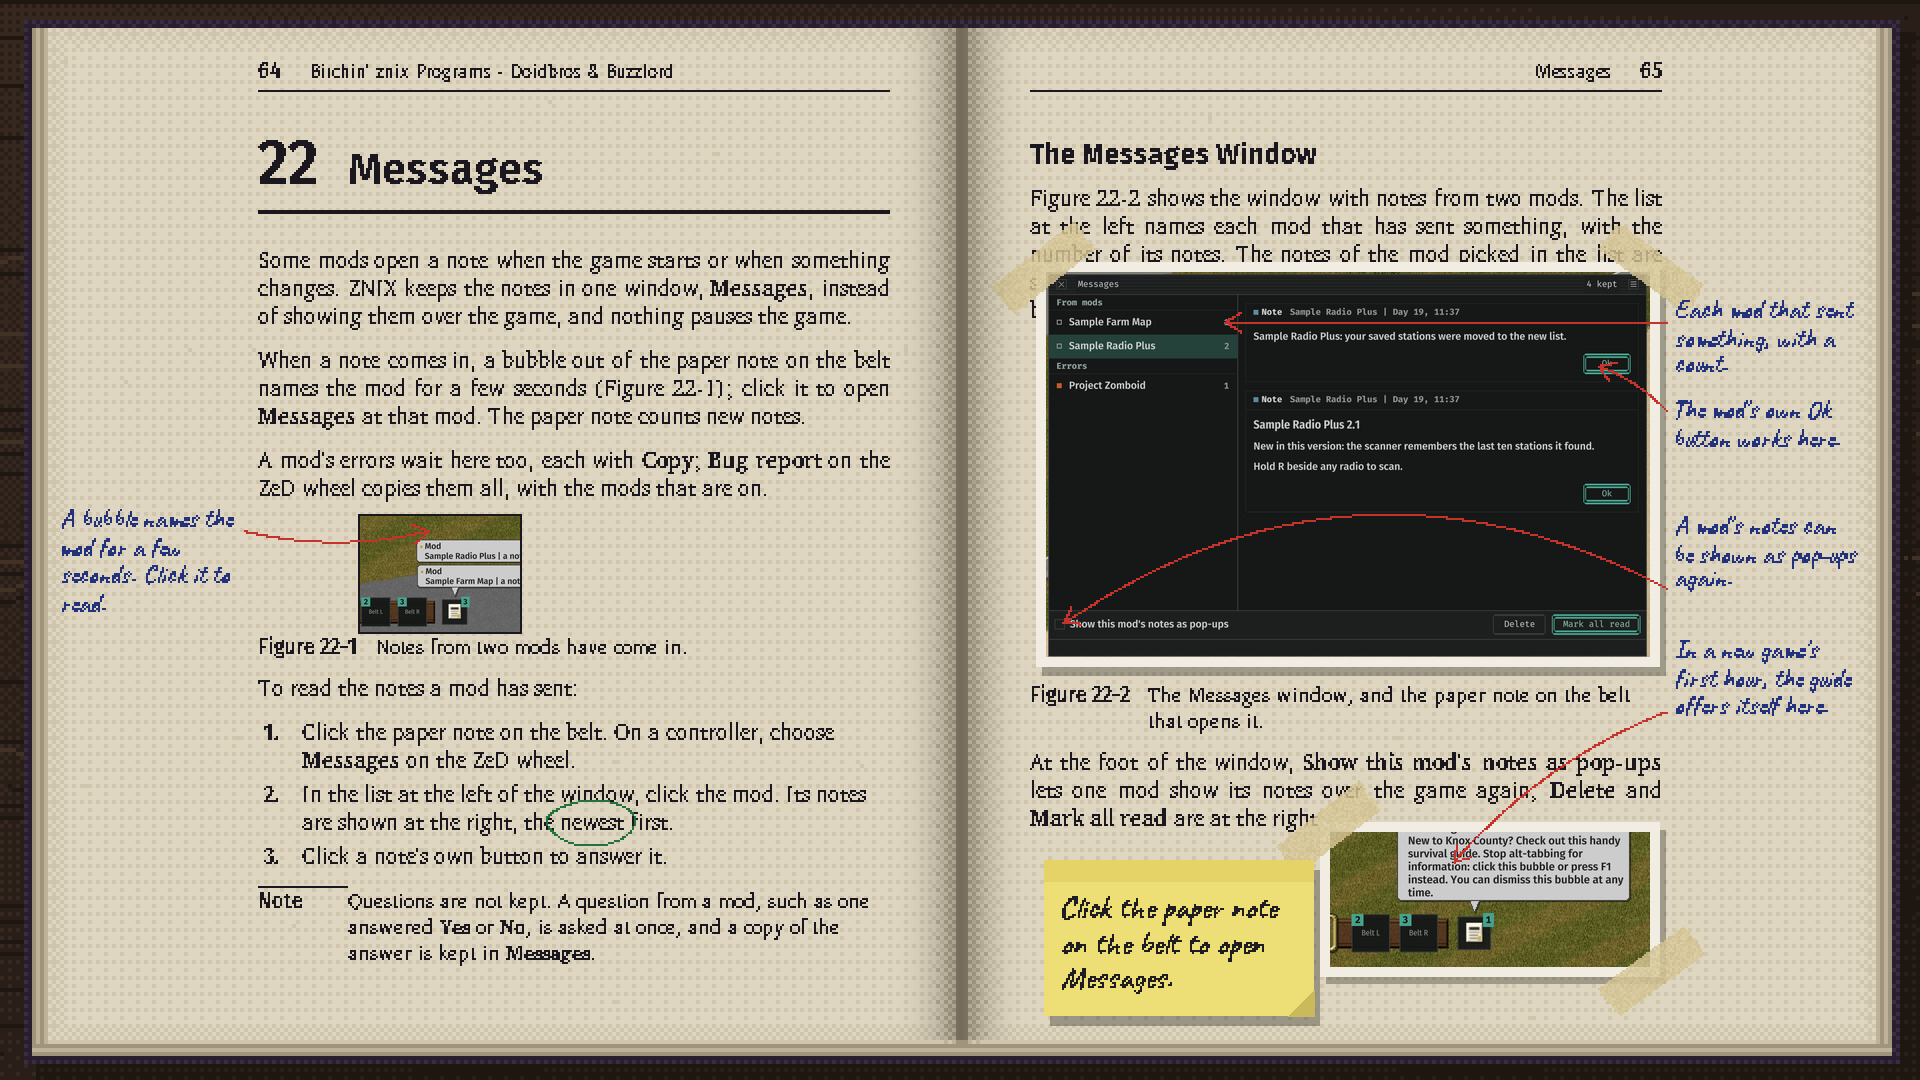 64 Birchin' znix Programs - Doidbros & Buzzlord
22 Messages
Some mods open a note when the game starts or when something
changes. ZNIX keeps the notes in one window, Messages, instead
of showing them over the game, and nothing pauses the game.
When a note comes in, a bubble out of the paper note on the belt
names the mod for a few seconds (Figure 22-1); click it to open
Messages at that mod. The paper note counts new notes.
A mod's errors wait here too, each with Copy; Bug report on the
ZeD wheel copies them all, with the mods that are on.
A bubble names the
mod for a few
seconds. Click it to
read.
Mod
Sample Radio Plus | a not
Mod
Sample Farm Map | a not
2 3 3
Belt L Belt R
Figure 22-1 Notes from two mods have come in.
To read the notes a mod has sent:
1. Click the paper note on the belt. On a controller, choose
Messages on the ZeD wheel.
2. In the list at the left of the window, click the mod. Its notes
are shown at the right, the newest first.
3. Click a note's own button to answer it.
Note Questions are not kept. A question from a mod, such as one
answered Yes or No, is asked at once, and a copy of the
answer is kept in Messages.
Messages 65
The Messages Window
Figure 22-2 shows the window with notes from two mods. The list
at the left names each mod that has sent something, with the
number of its notes. The notes of the mod picked in the list are
Messages 4 kept
From mods
Sample Farm Map
Sample Radio Plus 2
Errors
Project Zomboid 1
Note Sample Radio Plus | Day 19, 11:37
Sample Radio Plus: your saved stations were moved to the new list.
Ok
Note Sample Radio Plus | Day 19, 11:37
Sample Radio Plus 2.1
New in this version: the scanner remembers the last ten stations it found.
Hold R beside any radio to scan.
Ok
Show this mod's notes as pop-ups Delete Mark all read
Each mod that sent
something, with a
count.
The mod's own Ok
button works here.
A mod's notes can
be shown as pop-ups
again.
In a new game's
first hour, the guide
offers itself here.
Figure 22-2 The Messages window, and the paper note on the belt
that opens it.
At the foot of the window, Show this mod's notes as pop-ups
lets one mod show its notes over the game again; Delete and
Mark all read are at the right
Click the paper note
on the belt to open
Messages.
New to Knox County? Check out this handy
survival guide. Stop alt-tabbing for
information: click this bubble or press F1
instead. You can dismiss this bubble at any
time.
2 3 1
Belt L Belt R